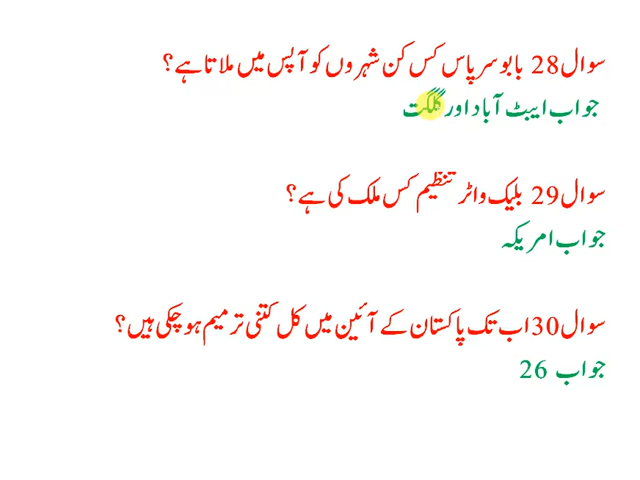 سوال 28 بابوسر پاس کس کن شہروں کو آپس میں ملاتا ہے؟
جواب ایبٹ آباد اور گلگت
سوال 29 بلیک واٹر تنظیم کس ملک کی ہے؟
جواب امریکہ
سوال 30 اب تک پاکستان کے آئین میں کل کتنی ترمیم ہو چکی ہیں؟
جواب 26